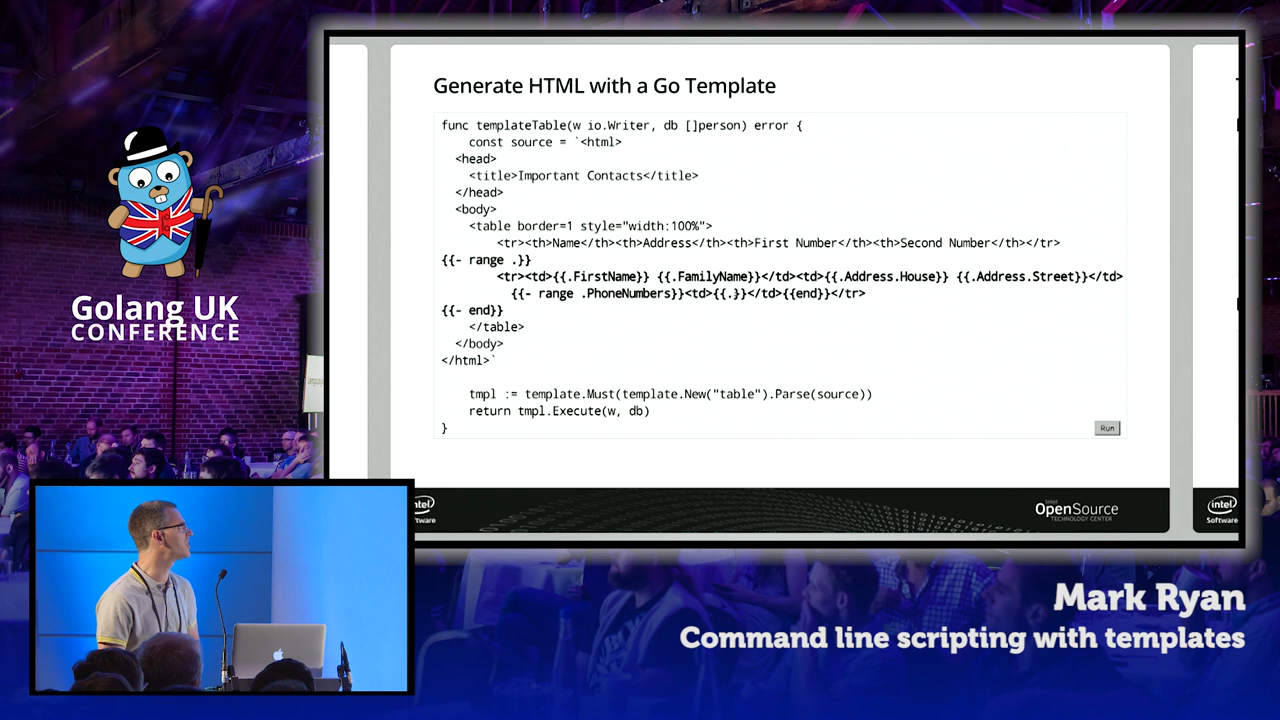 Golang UK
CONFERENCE
Generate HTML with a Go Template
func templateTable(w io.Writer, db []person) error {
    const source = `<html>
  <head>
    <title>Important Contacts</title>
  </head>
  <body>
    <table border=1 style="width:100%">
        <tr><th>Name</th><th>Address</th><th>First Number</th><th>Second Number</th></tr>
{{- range .}}
        <tr><td>{{.FirstName}} {{.FamilyName}}</td><td>{{.Address.House}} {{.Address.Street}}</td>
          {{- range .PhoneNumbers}}<td>{{.}}</td>{{end}}</tr>
{{- end}}
    </table>
  </body>
</html>`
    tmpl := template.Must(template.New("table").Parse(source))
    return tmpl.Execute(w, db)
}
Run
intel
OpenSource
TECHNOLOGY CENTER
intel
Software
Mark Ryan
Command line scripting with templates